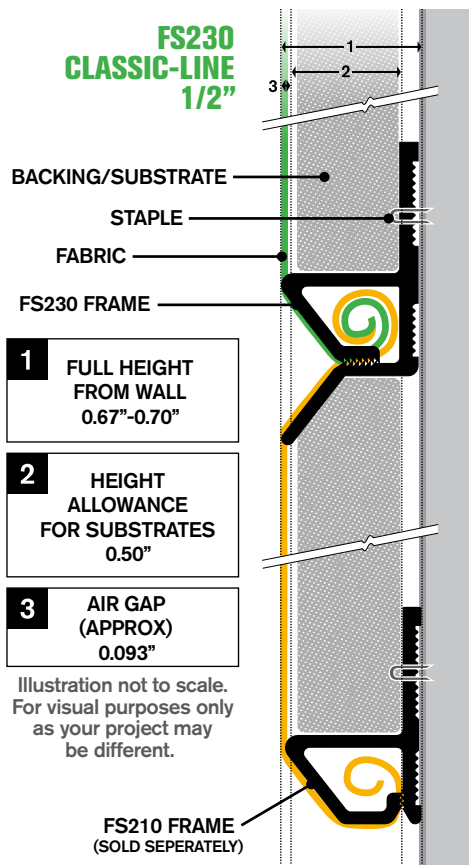 FS230
CLASSIC-LINE
1/2”
1
2
3
BACKING/SUBSTRATE
STAPLE
FABRIC
FS230 FRAME
1
FULL HEIGHT
FROM WALL
0.67”-0.70”
2
HEIGHT
ALLOWANCE
FOR SUBSTRATES
0.50”
3
AIR GAP
(APPROX)
0.093”
Illustration not to scale.
For visual purposes only
as your project may
be different.
FS210 FRAME
(SOLD SEPERATELY)